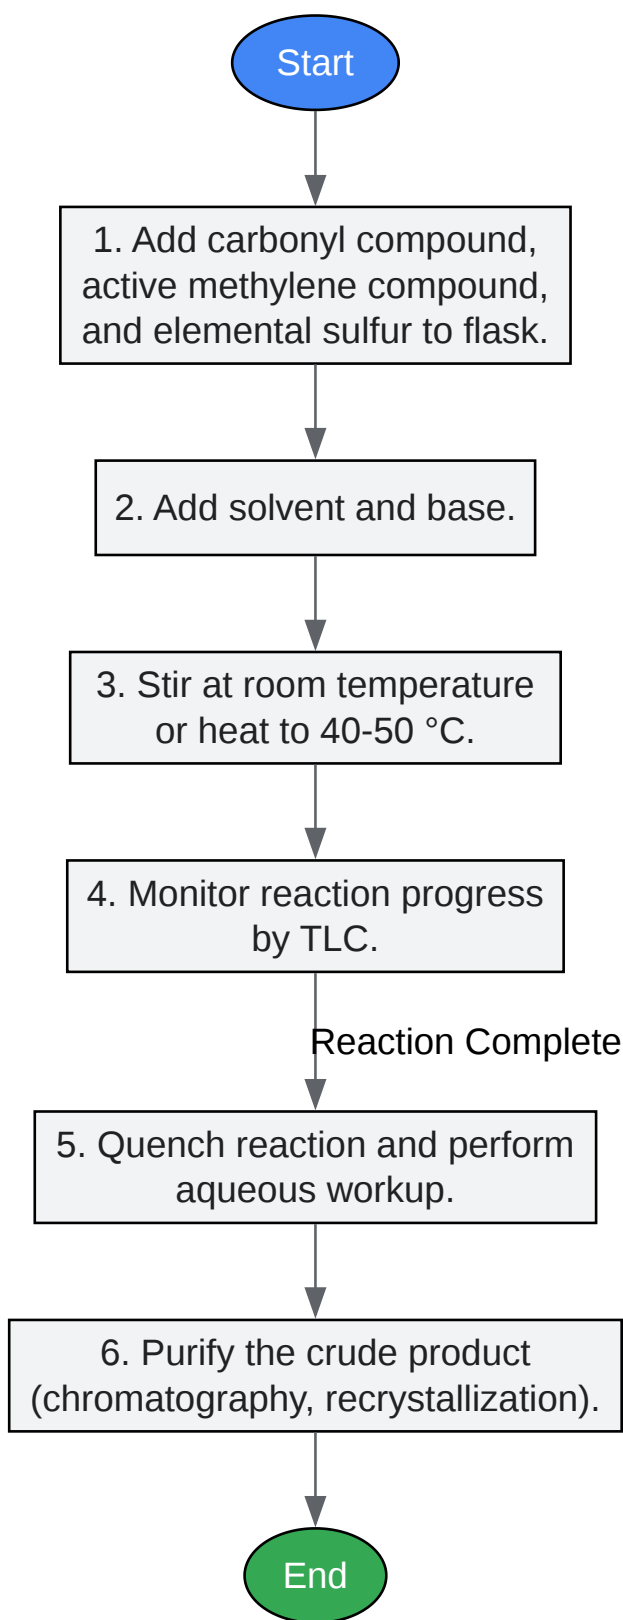 Start
1. Add carbonyl compound,
active methylene compound,
and elemental sulfur to flask.
2. Add solvent and base.
3. Stir at room temperature
or heat to 40-50 °C.
4. Monitor reaction progress
by TLC.
Reaction Complete
5. Quench reaction and perform
aqueous workup.
6. Purify the crude product
(chromatography, recrystallization).
End